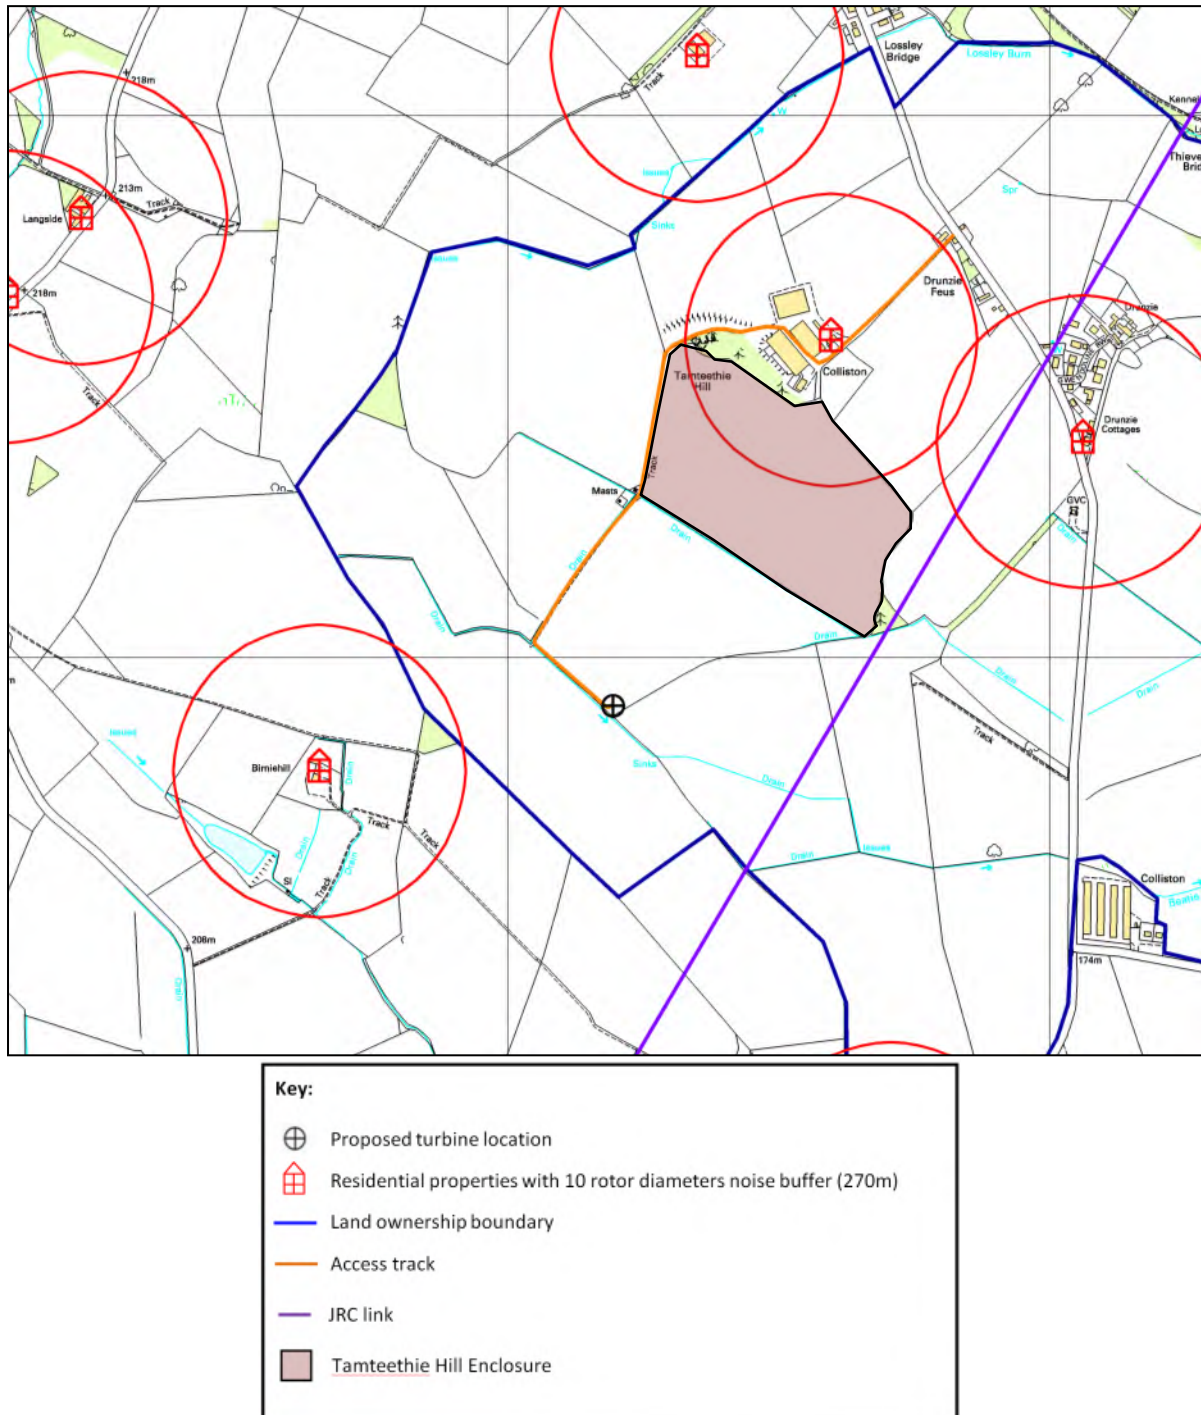 218m
Track
Lossley
Bridge
Lossley Burn
Track
213m
Langside
Issues
Sinks
Spr
218m
Issues
Drunzie
Feus
Drunzie
Colliston
Tamteethie
Hill
Track
Drunzie
Cottages
Track
Masts
GVC
Drain
Drain
Drain
Drain
Drain
Drain
Drain
Issues
Birniehill
Drain
Sinks
Drain
Track
Track
Track
Drain
Drain
Drain
Issues
Colliston
Track
208m
174m
Drain
Key:
Proposed turbine location
Residential properties with 10 rotor diameters noise buffer (270m)
Land ownership boundary
Access track
JRC link
Tamteethie Hill Enclosure